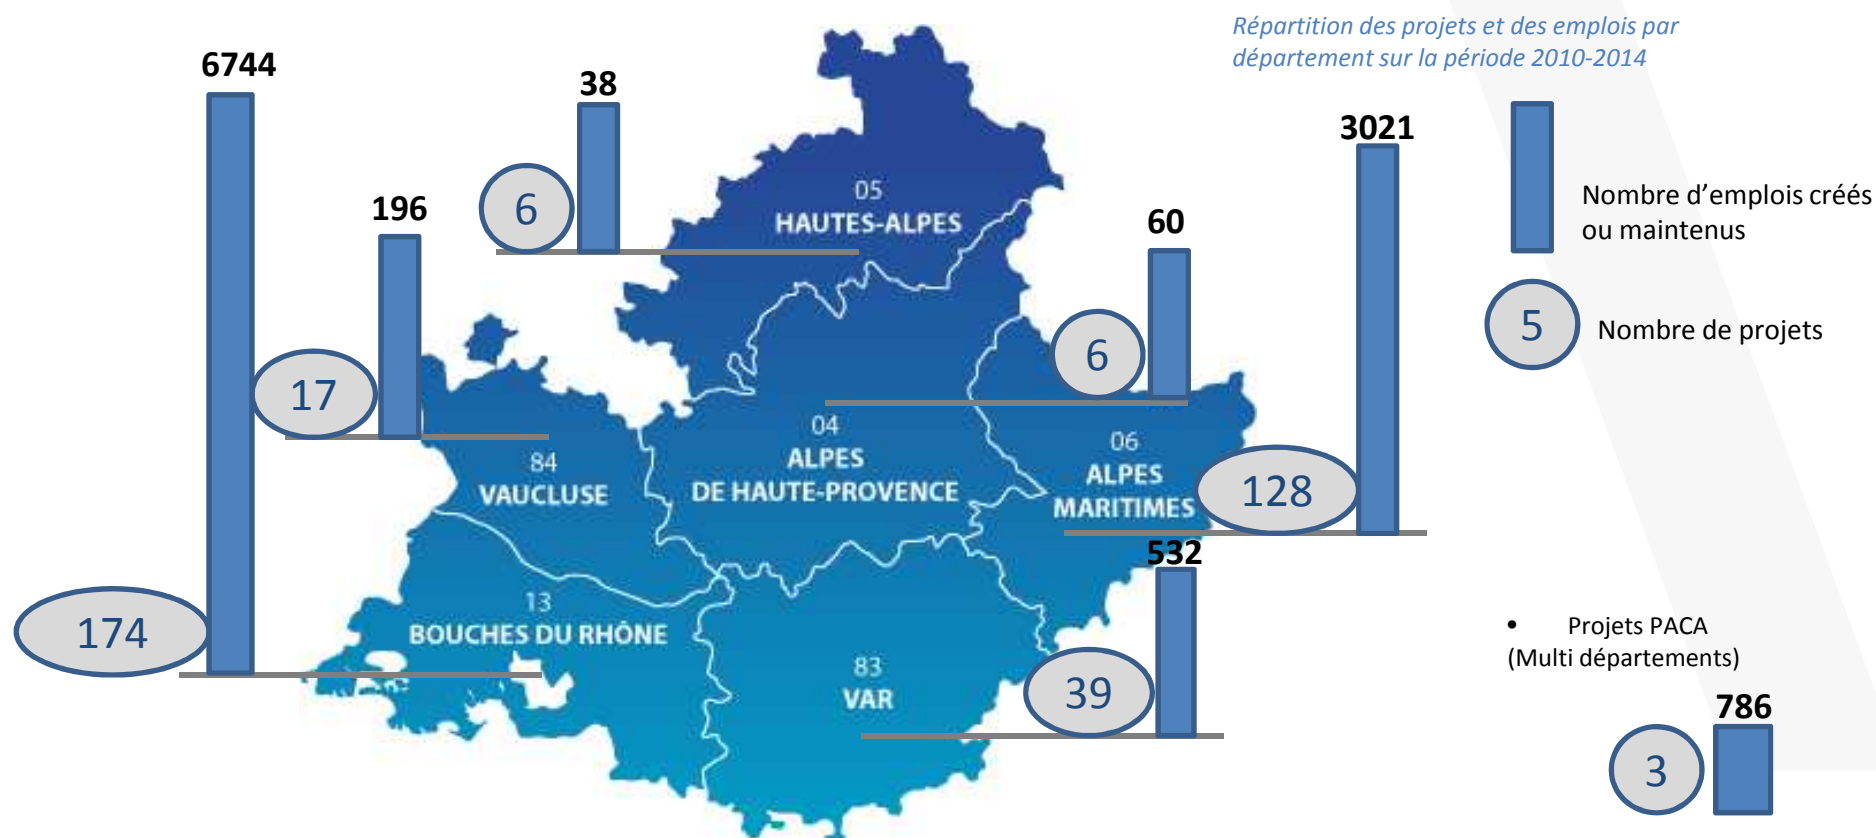 Répartition des projets et des emplois par
département sur la période 2010-2014
6744
174
196
17
38
6
05
HAUTES-ALPES
60
6
3021
128
04
ALPES
DE HAUTE-PROVENCE
06
ALPES
MARITIMES
84
VAUCLUSE
13
BOUCHES DU RHÔNE
83
VAR
532
39
Nombre d’emplois créés
ou maintenus
5
Nombre de projets
• Projets PACA
(Multi départements)
786
3